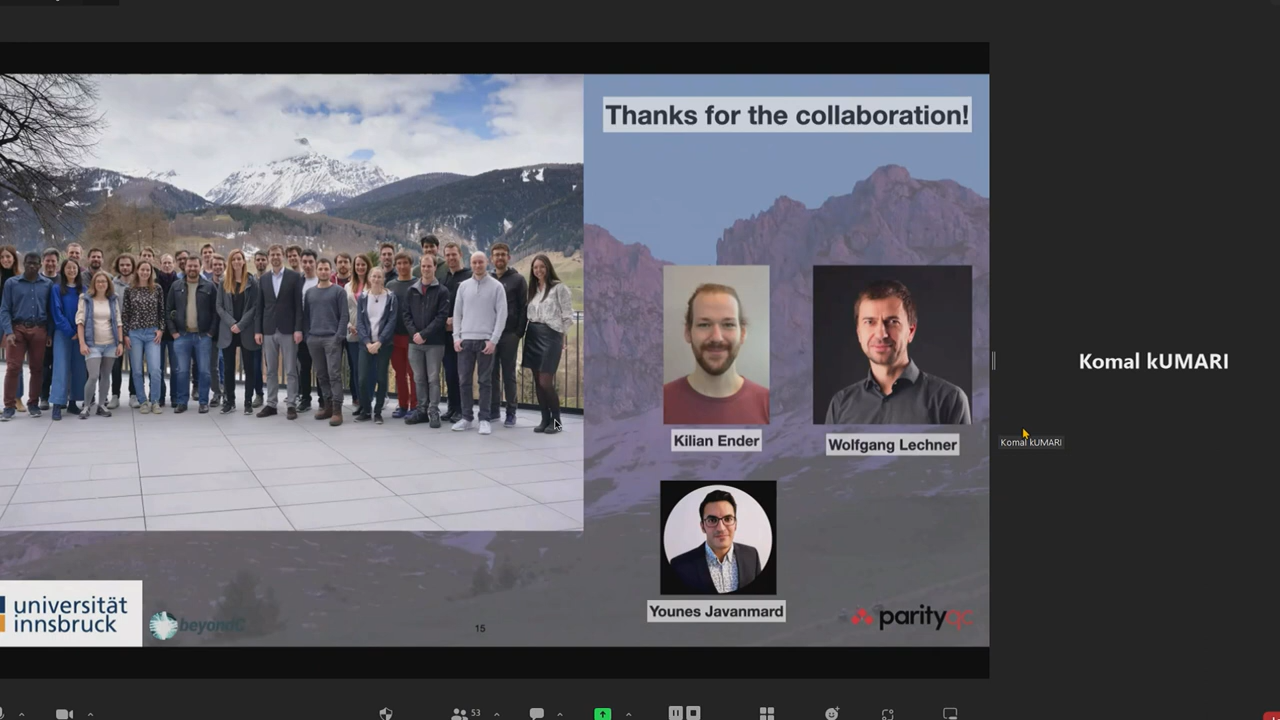 Thanks for the collaboration!
Kilian Ender
Wolfgang Lechner
Younes Javanmard
universität
innsbruck
beyondC
15
parityqc
Komal kUMARI
Komal kUMARI
53